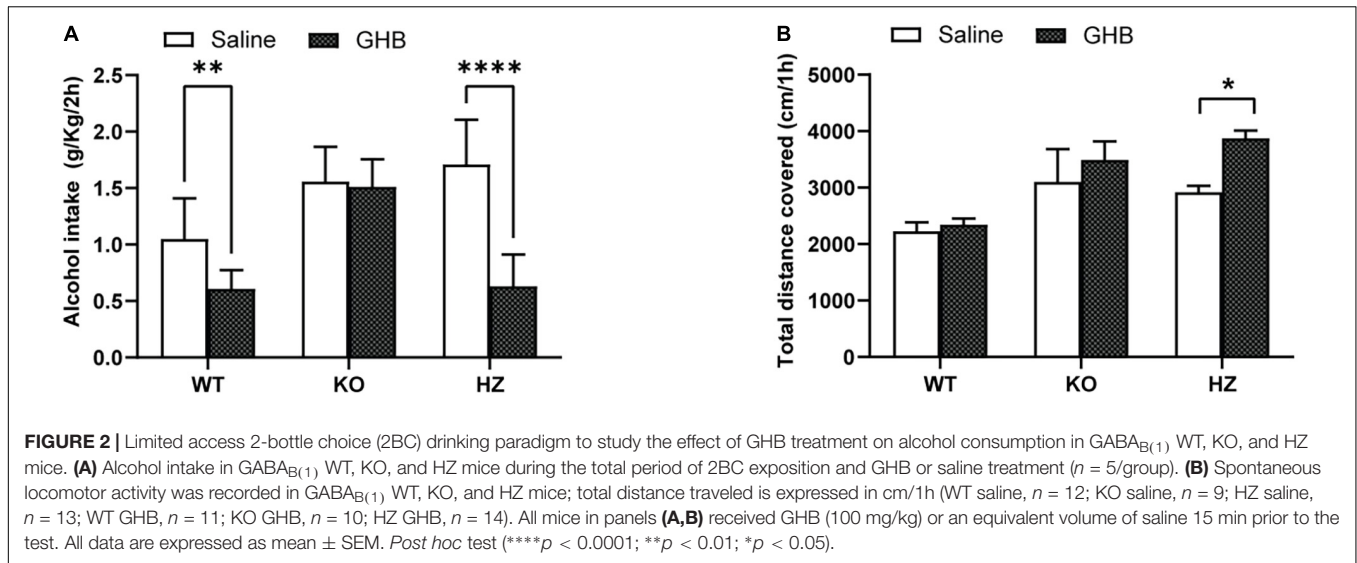 A
Saline GHB
Alcohol intake (g/Kg/2h)
2.5
2.0
1.5
1.0
0.5
0.0
** ****
WT KO HZ
B
Saline GHB
Total distance covered (cm/1h)
5000
4000
3000
2000
1000
0
*
WT KO HZ
FIGURE 2 | Limited access 2-bottle choice (2BC) drinking paradigm to study the effect of GHB treatment on alcohol consumption in GABAB(1) WT, KO, and HZ
mice. (A) Alcohol intake in GABAB(1) WT, KO, and HZ mice during the total period of 2BC exposition and GHB or saline treatment (n = 5/group). (B) Spontaneous
locomotor activity was recorded in GABAB(1) WT, KO, and HZ mice; total distance traveled is expressed in cm/1h (WT saline, n = 12; KO saline, n = 9; HZ saline,
n = 13; WT GHB, n = 11; KO GHB, n = 10; HZ GHB, n = 14). All mice in panels (A,B) received GHB (100 mg/kg) or an equivalent volume of saline 15 min prior to the
test. All data are expressed as mean ± SEM. Post hoc test (****p < 0.0001; **p < 0.01; *p < 0.05).